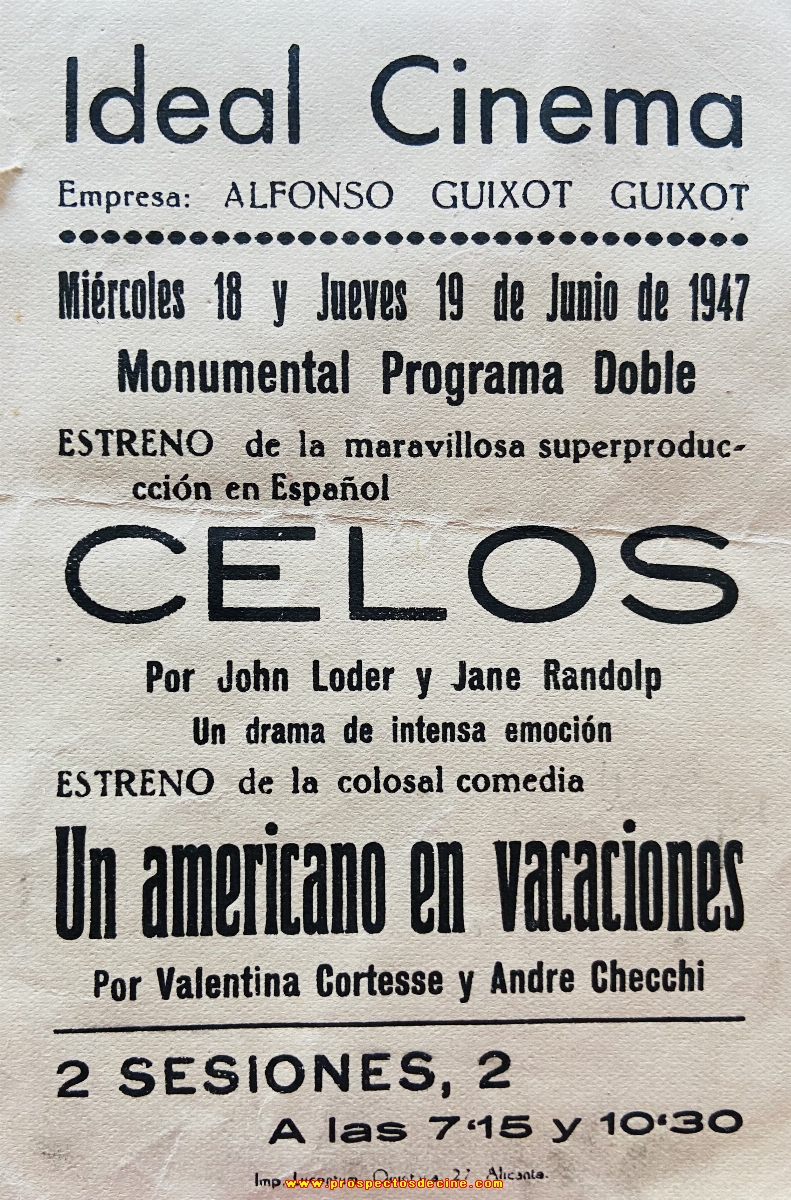 Ideal Cinema
Empresa: ALFONSO GUIXOT GUIXOT
Miércoles 18 y Jueves 19 de Junio de 1947
Monumental Programa Doble
ESTRENO de la maravillosa superproduc-
cción en Español
CELOS
Por John Loder y Jane Randolp
Un drama de intensa emoción
ESTRENO de la colosal comedia
Un americano en vacaciones
Por Valentina Cortesse y Andre Checchi
2 SESIONES, 2
A las 7'15 y 10'30
Imp. Alicante.
www.prospectosdecine.com